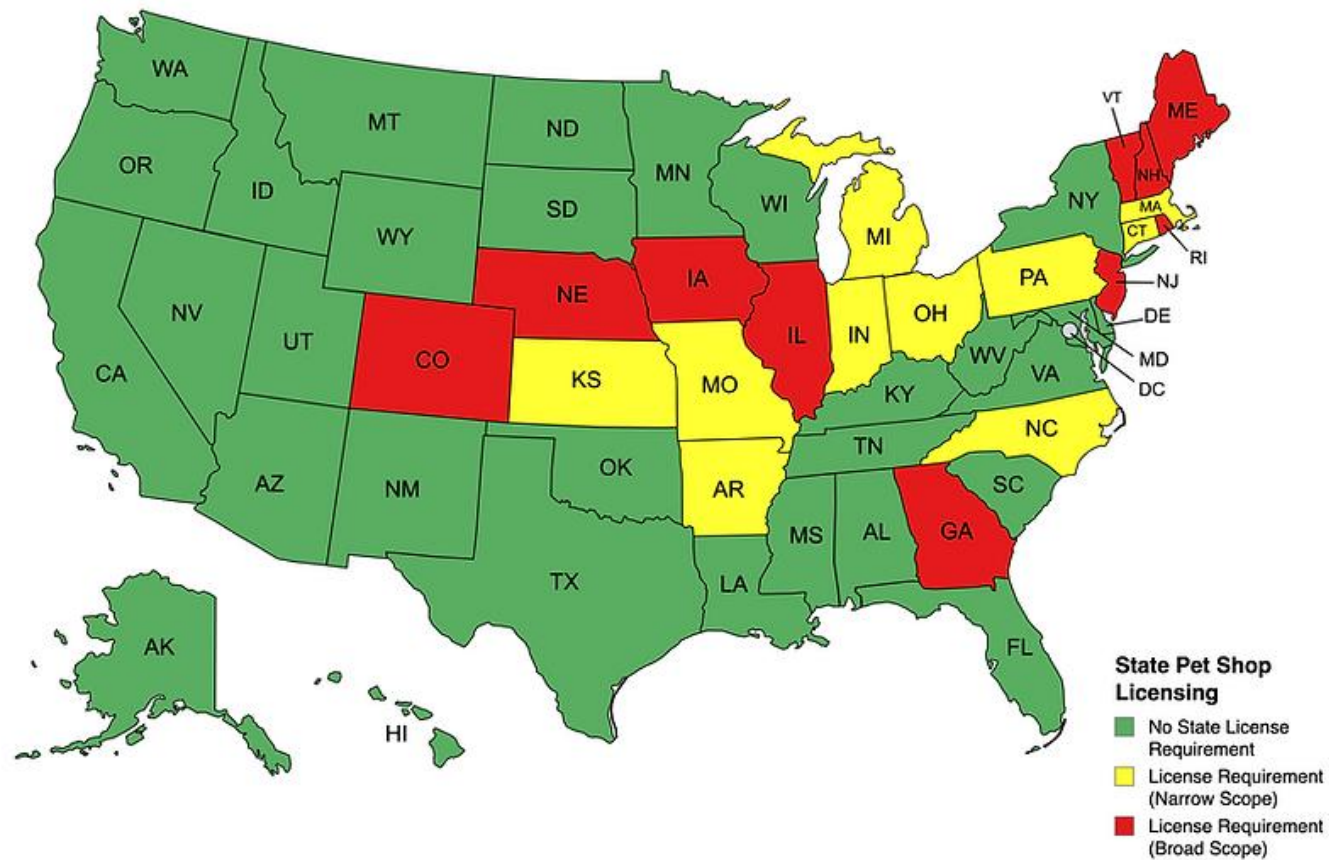 WA
MT
ND
MN
OR
ID
SD
WI
WY
MI
VT
ME
NH
NY
MA
CT
RI
NV
UT
CA
CO
NE
IA
IL
IN
OH
PA
NJ
DE
MD
DC
WV
VA
KY
KS
MO
AZ
NM
OK
AR
TN
NC
SC
MS
AL
GA
TX
LA
FL
AK
HI
State Pet Shop
Licensing
No State License
Requirement
License Requirement
(Narrow Scope)
License Requirement
(Broad Scope)